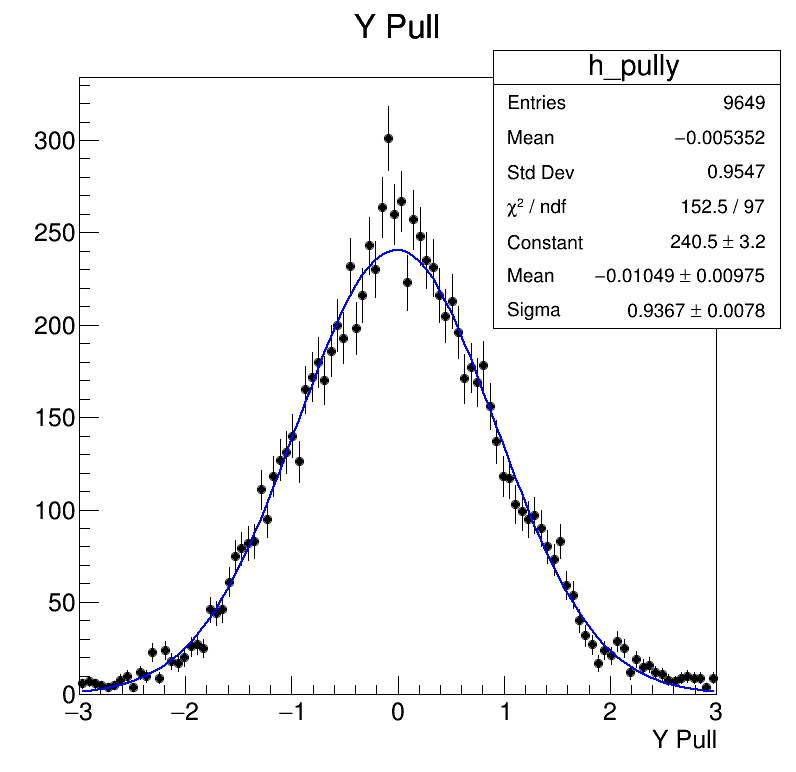 Y Pull
h_pully
Entries 9649
Mean −0.005352
Std Dev 0.9547
χ² / ndf 152.5 / 97
Constant 240.5 ± 3.2
Mean −0.01049 ± 0.00975
Sigma 0.9367 ± 0.0078
300
250
200
150
100
50
0
−3 −2 −1 0 1 2 3
Y Pull